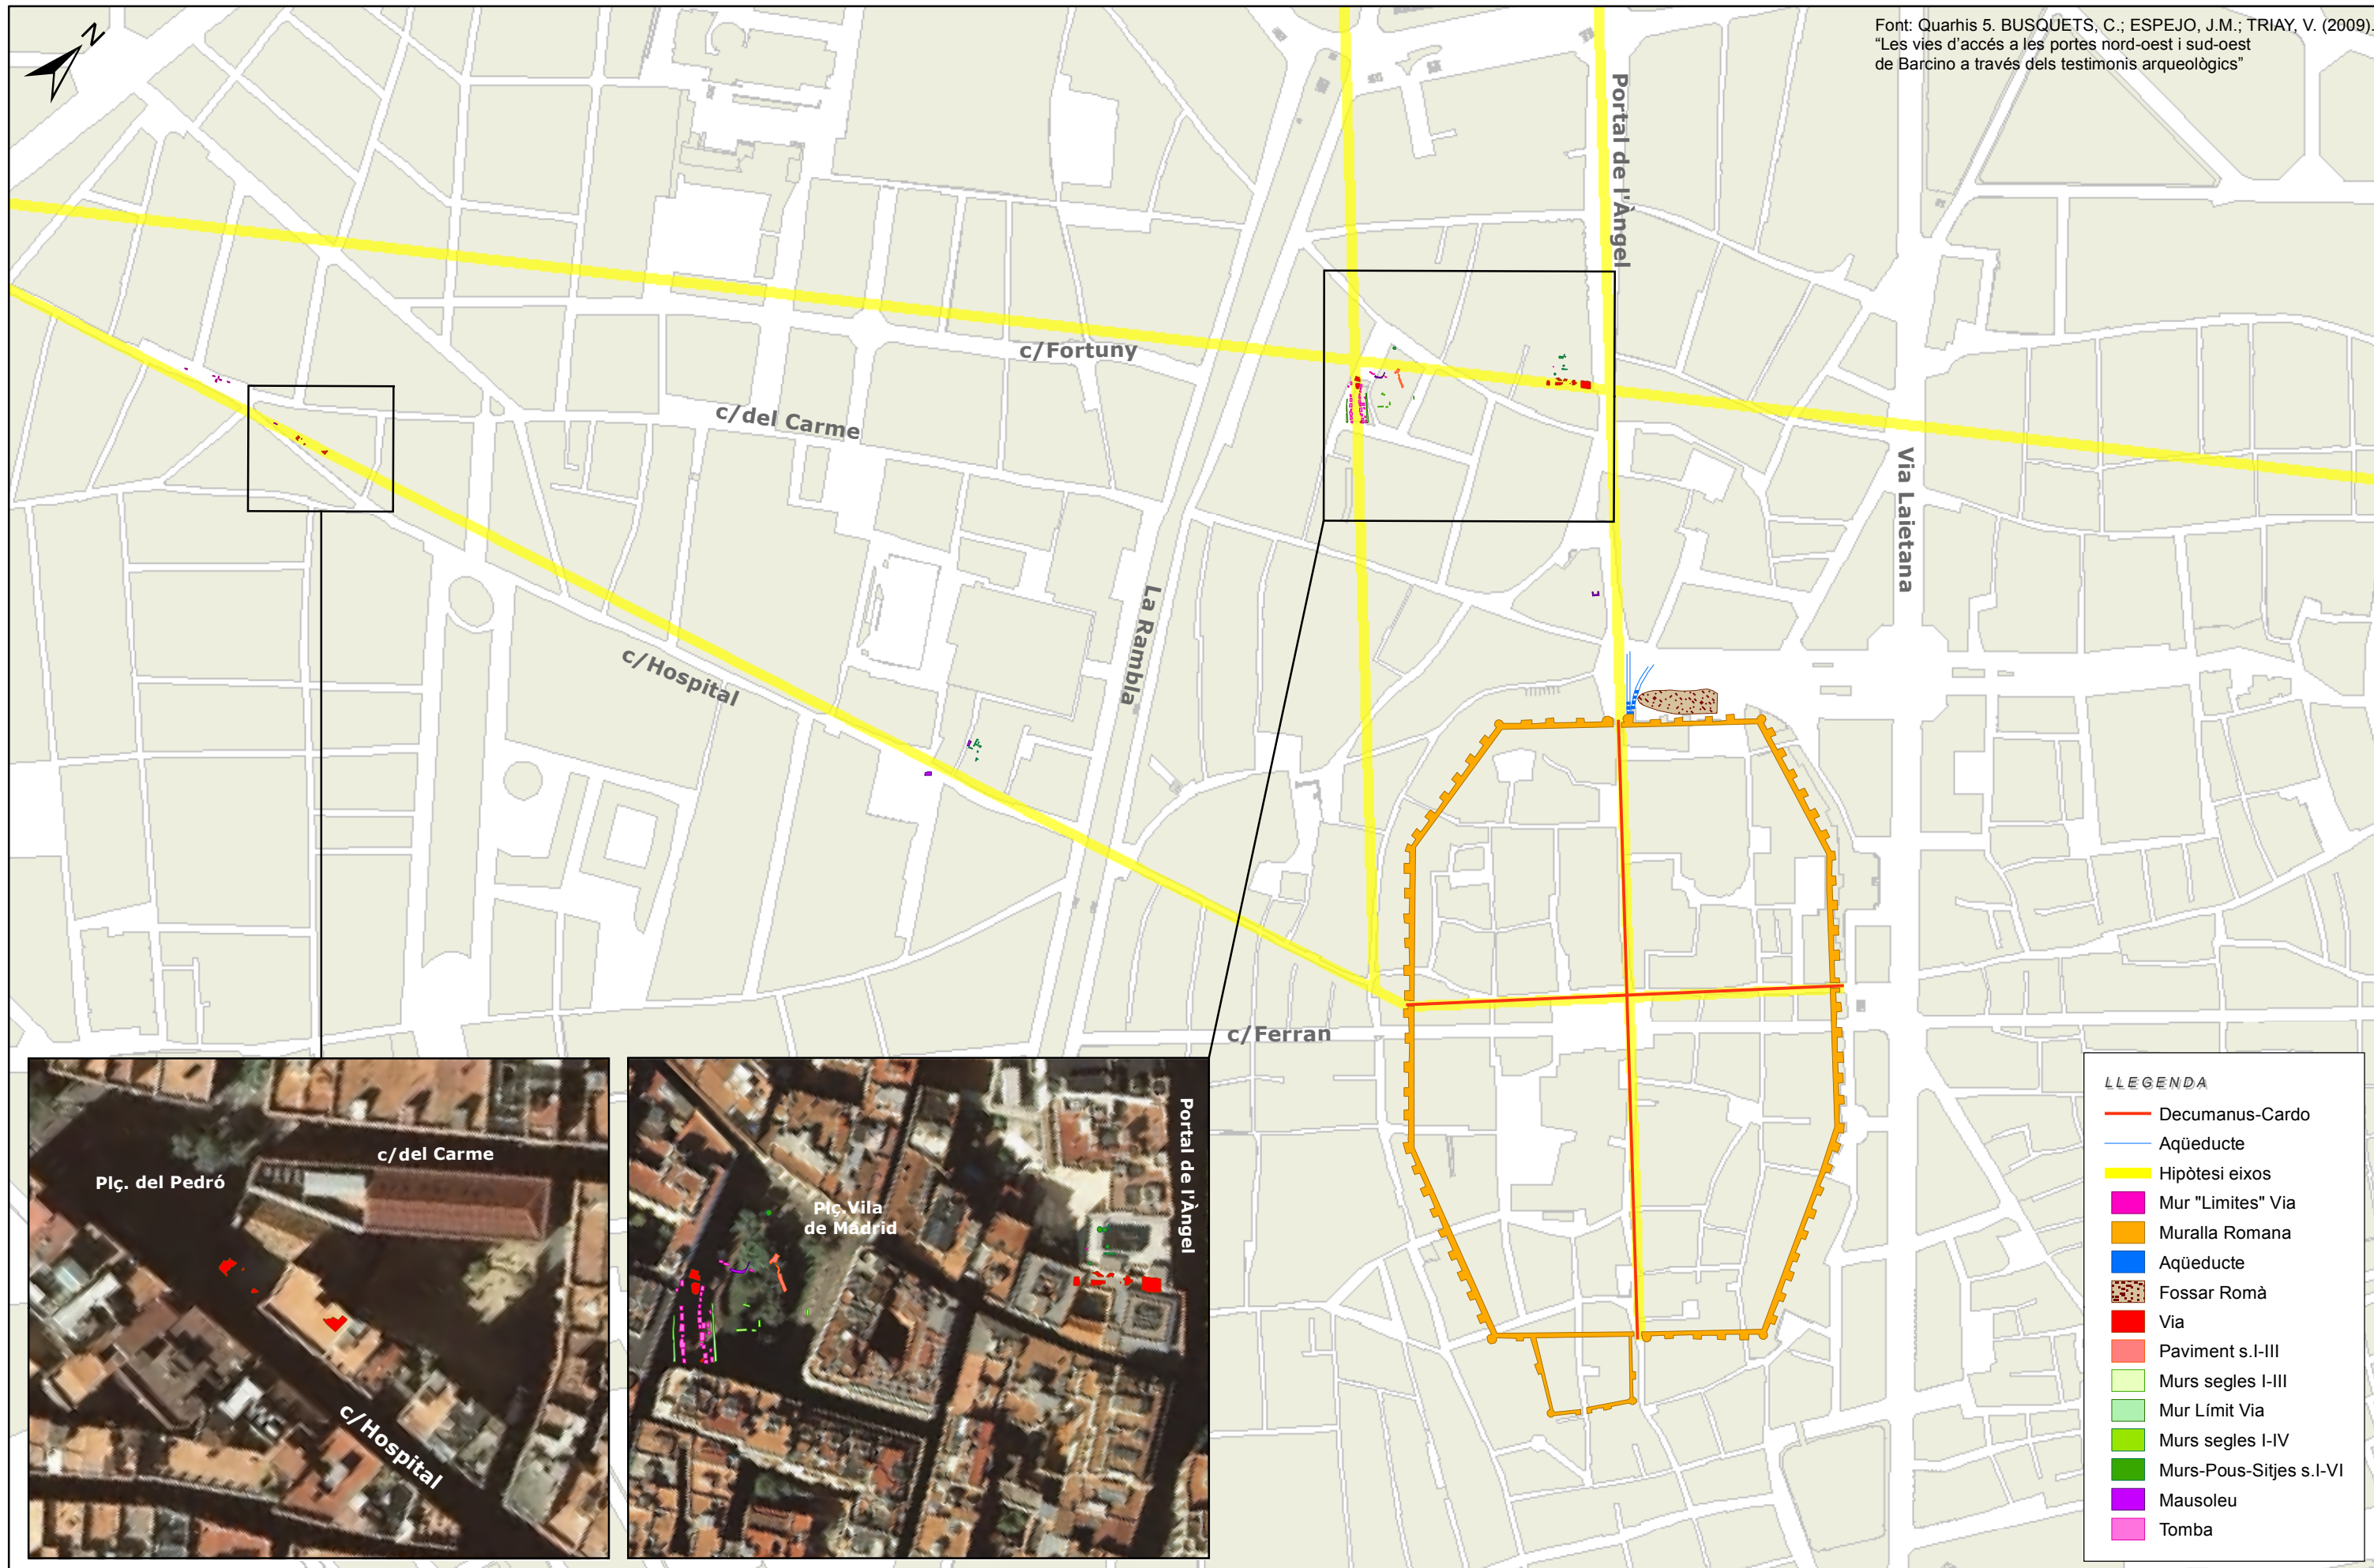 N
Font: Quarhis 5. BUSQUETS, C.; ESPEJO, J.M.; TRIAY, V. (2009).
“Les vies d’accés a les portes nord-oest i sud-oest
de Barcino a través dels testimonis arqueològics”
Portal de l'Àngel
c/Fortuny
c/del Carme
Via Laietana
La Rambla
c/Hospital
c/Ferran
c/del Carme
Plç. del Pedró
c/Hospital
Portal de l'Àngel
Plç.Vila
de Madrid
LLEGENDA
Decumanus-Cardo
Aqüeducte
Hipòtesi eixos
Mur "Limites" Via
Muralla Romana
Aqüeducte
Fossar Romà
Via
Paviment s.I-III
Murs segles I-III
Mur Límit Via
Murs segles I-IV
Murs-Pous-Sitjes s.I-VI
Mausoleu
Tomba